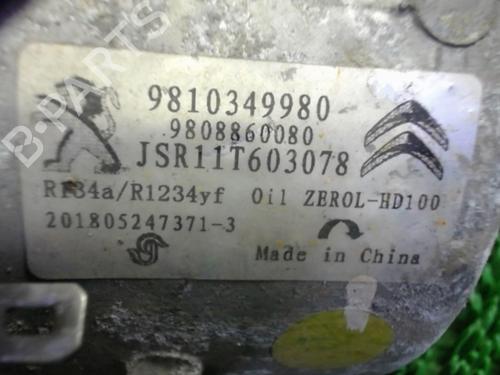 9810349980
9808860080
JSR11T603078
R134a/R1234yf Oil ZEROL-HD100
201805247371-3
Made in China
B-PARTS